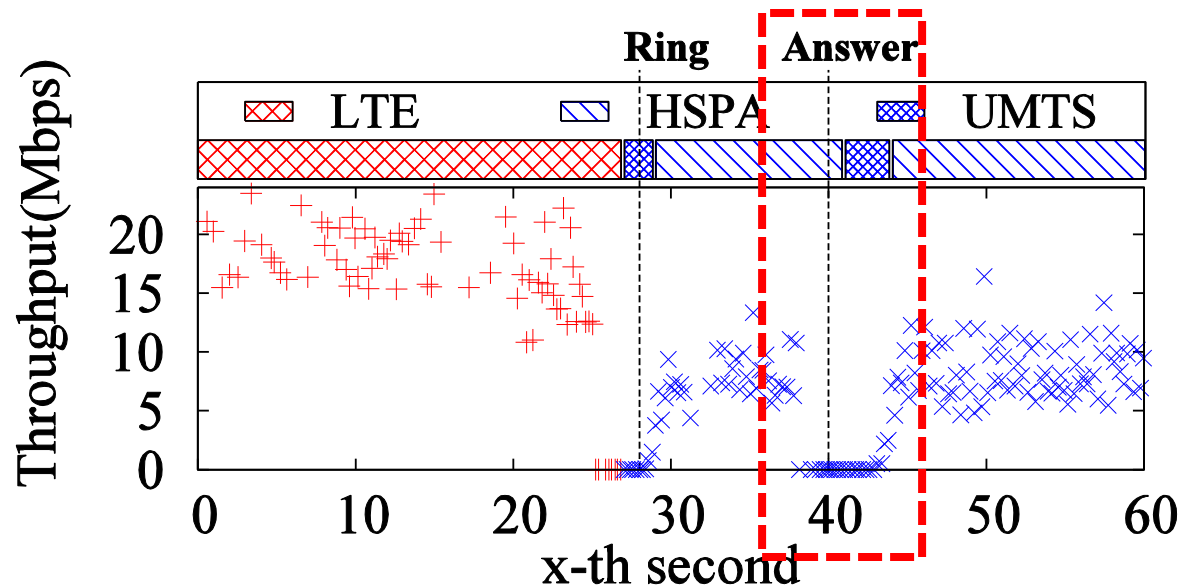 Ring Answer
LTE HSPA UMTS
Throughput(Mbps)
20
15
10
5
0
0 10 20 30 40 50 60
x-th second